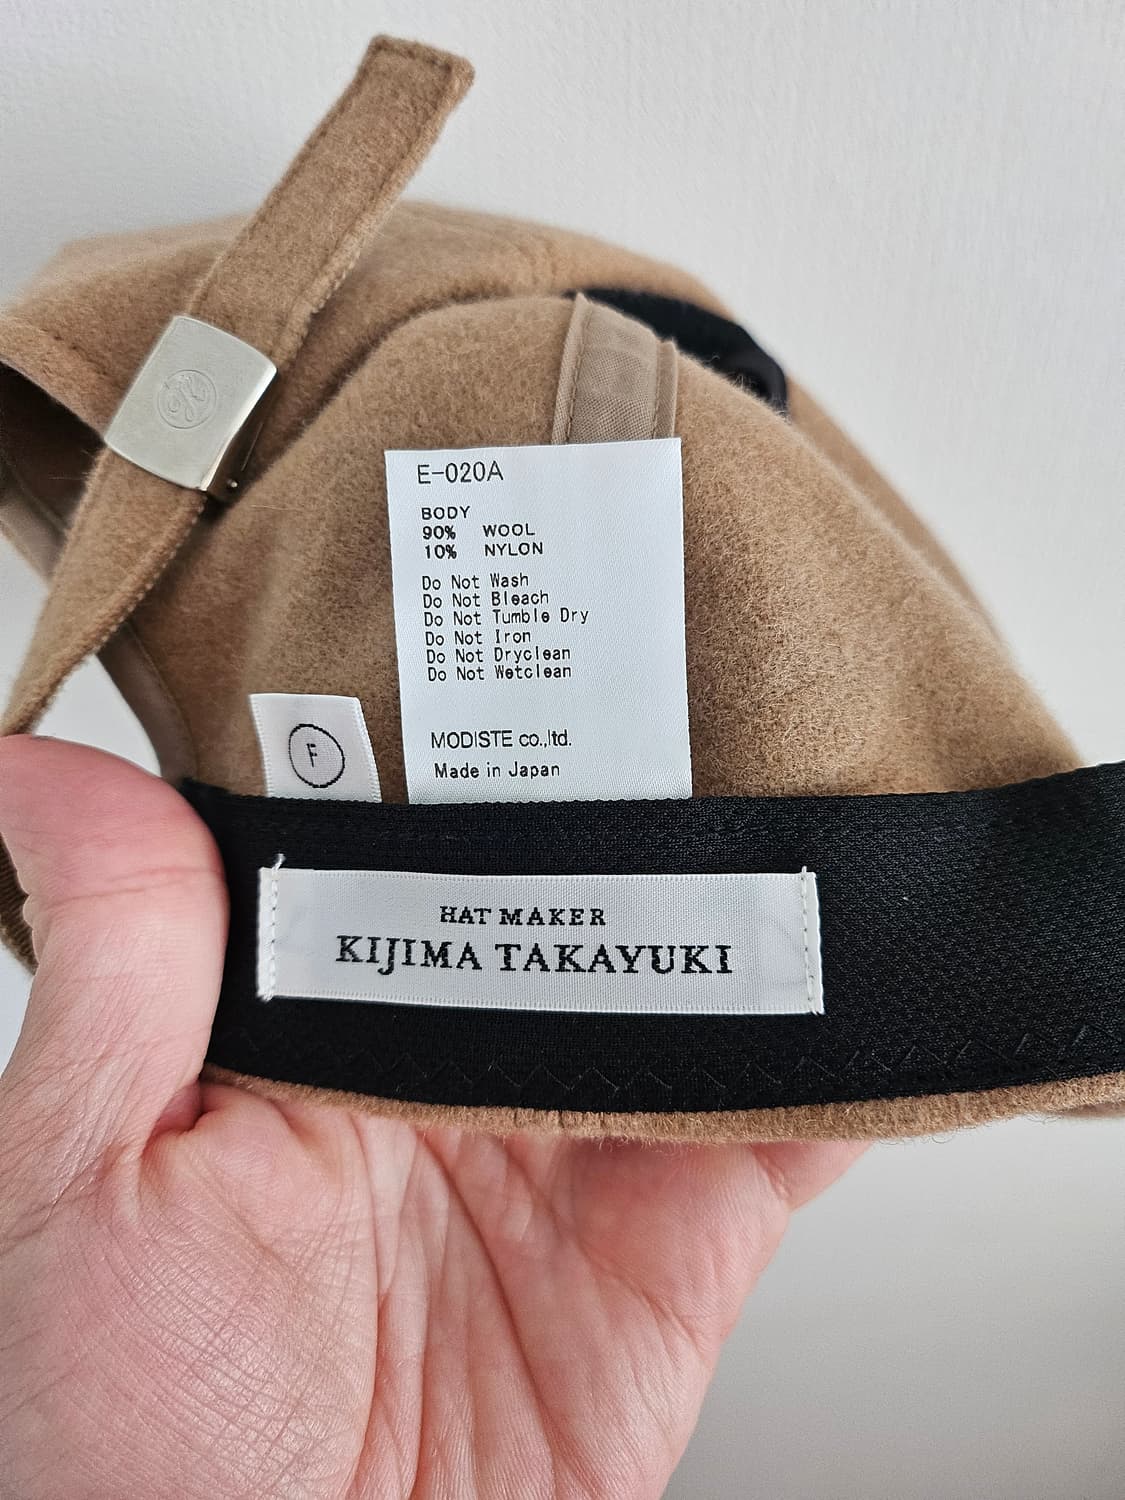 E-020A
BODY
90% WOOL
10% NYLON
Do Not Wash
Do Not Bleach
Do Not Tumble Dry
Do Not Iron
Do Not Dryclean
Do Not Wetclean
MODISTE co.,ltd.
Made in Japan
F
HAT MAKER
KIJIMA TAKAYUKI